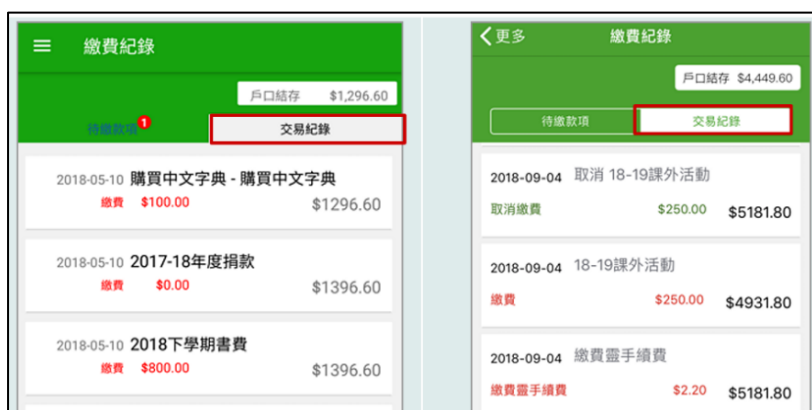 繳費紀錄
戶口結存 $1,296.60
待繳款項 1
交易紀錄
2018-05-10 購買中文字典 - 購買中文字典
繳費 $100.00 $1296.60
2018-05-10 2017-18年度捐款
繳費 $0.00 $1396.60
2018-05-10 2018下學期書費
繳費 $800.00 $1396.60
更多 繳費紀錄
戶口結存 $4,449.60
待繳款項 交易紀錄
2018-09-04 取消 18-19課外活動
取消繳費 $250.00 $5181.80
2018-09-04 18-19課外活動
繳費 $250.00 $4931.80
2018-09-04 繳費靈手續費
繳費靈手續費 $2.20 $5181.80